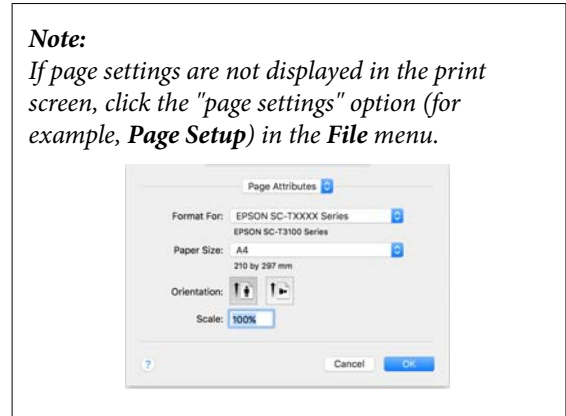 Note:
If page settings are not displayed in the print
screen, click the "page settings" option (for
example, Page Setup) in the File menu.
Page Attributes
Format For: EPSON SC-TXXXX Series
EPSON SC-T3100 Series
Paper Size: A4
210 by 297 mm
Orientation:
Scale: 100%
? Cancel OK